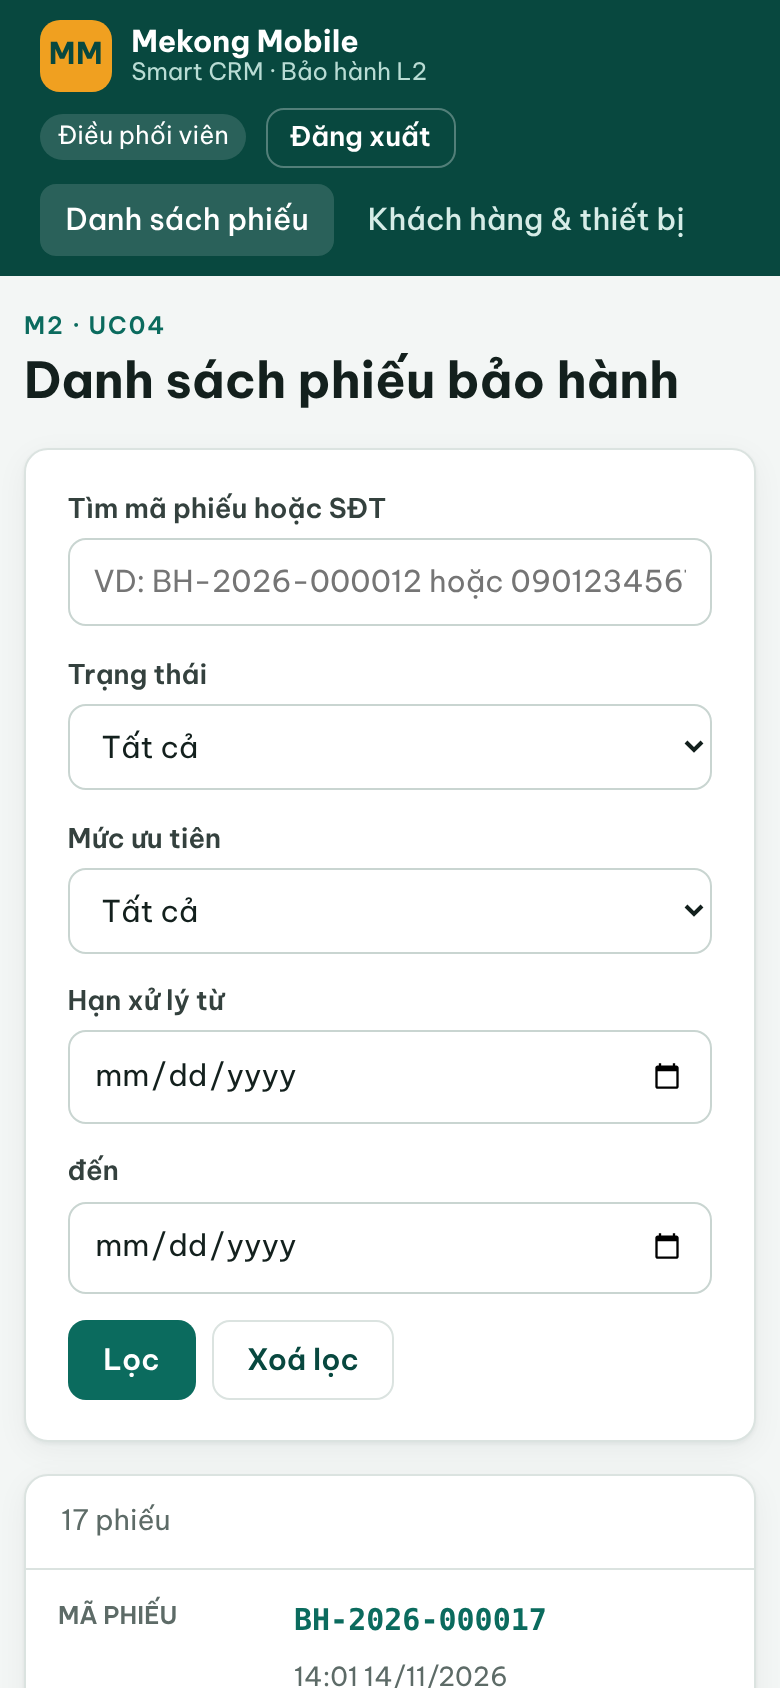 MM
Mekong Mobile
Smart CRM · Bảo hành L2
Điều phối viên
Đăng xuất
Danh sách phiếu
Khách hàng & thiết bị
M2 · UC04
Danh sách phiếu bảo hành
Tìm mã phiếu hoặc SĐT
VD: BH-2026-000012 hoặc 090123456
Trạng thái
Tất cả
Mức ưu tiên
Tất cả
Hạn xử lý từ
mm/dd/yyyy
đến
mm/dd/yyyy
Lọc
Xoá lọc
17 phiếu
MÃ PHIẾU
BH-2026-000017
14:01 14/11/2026